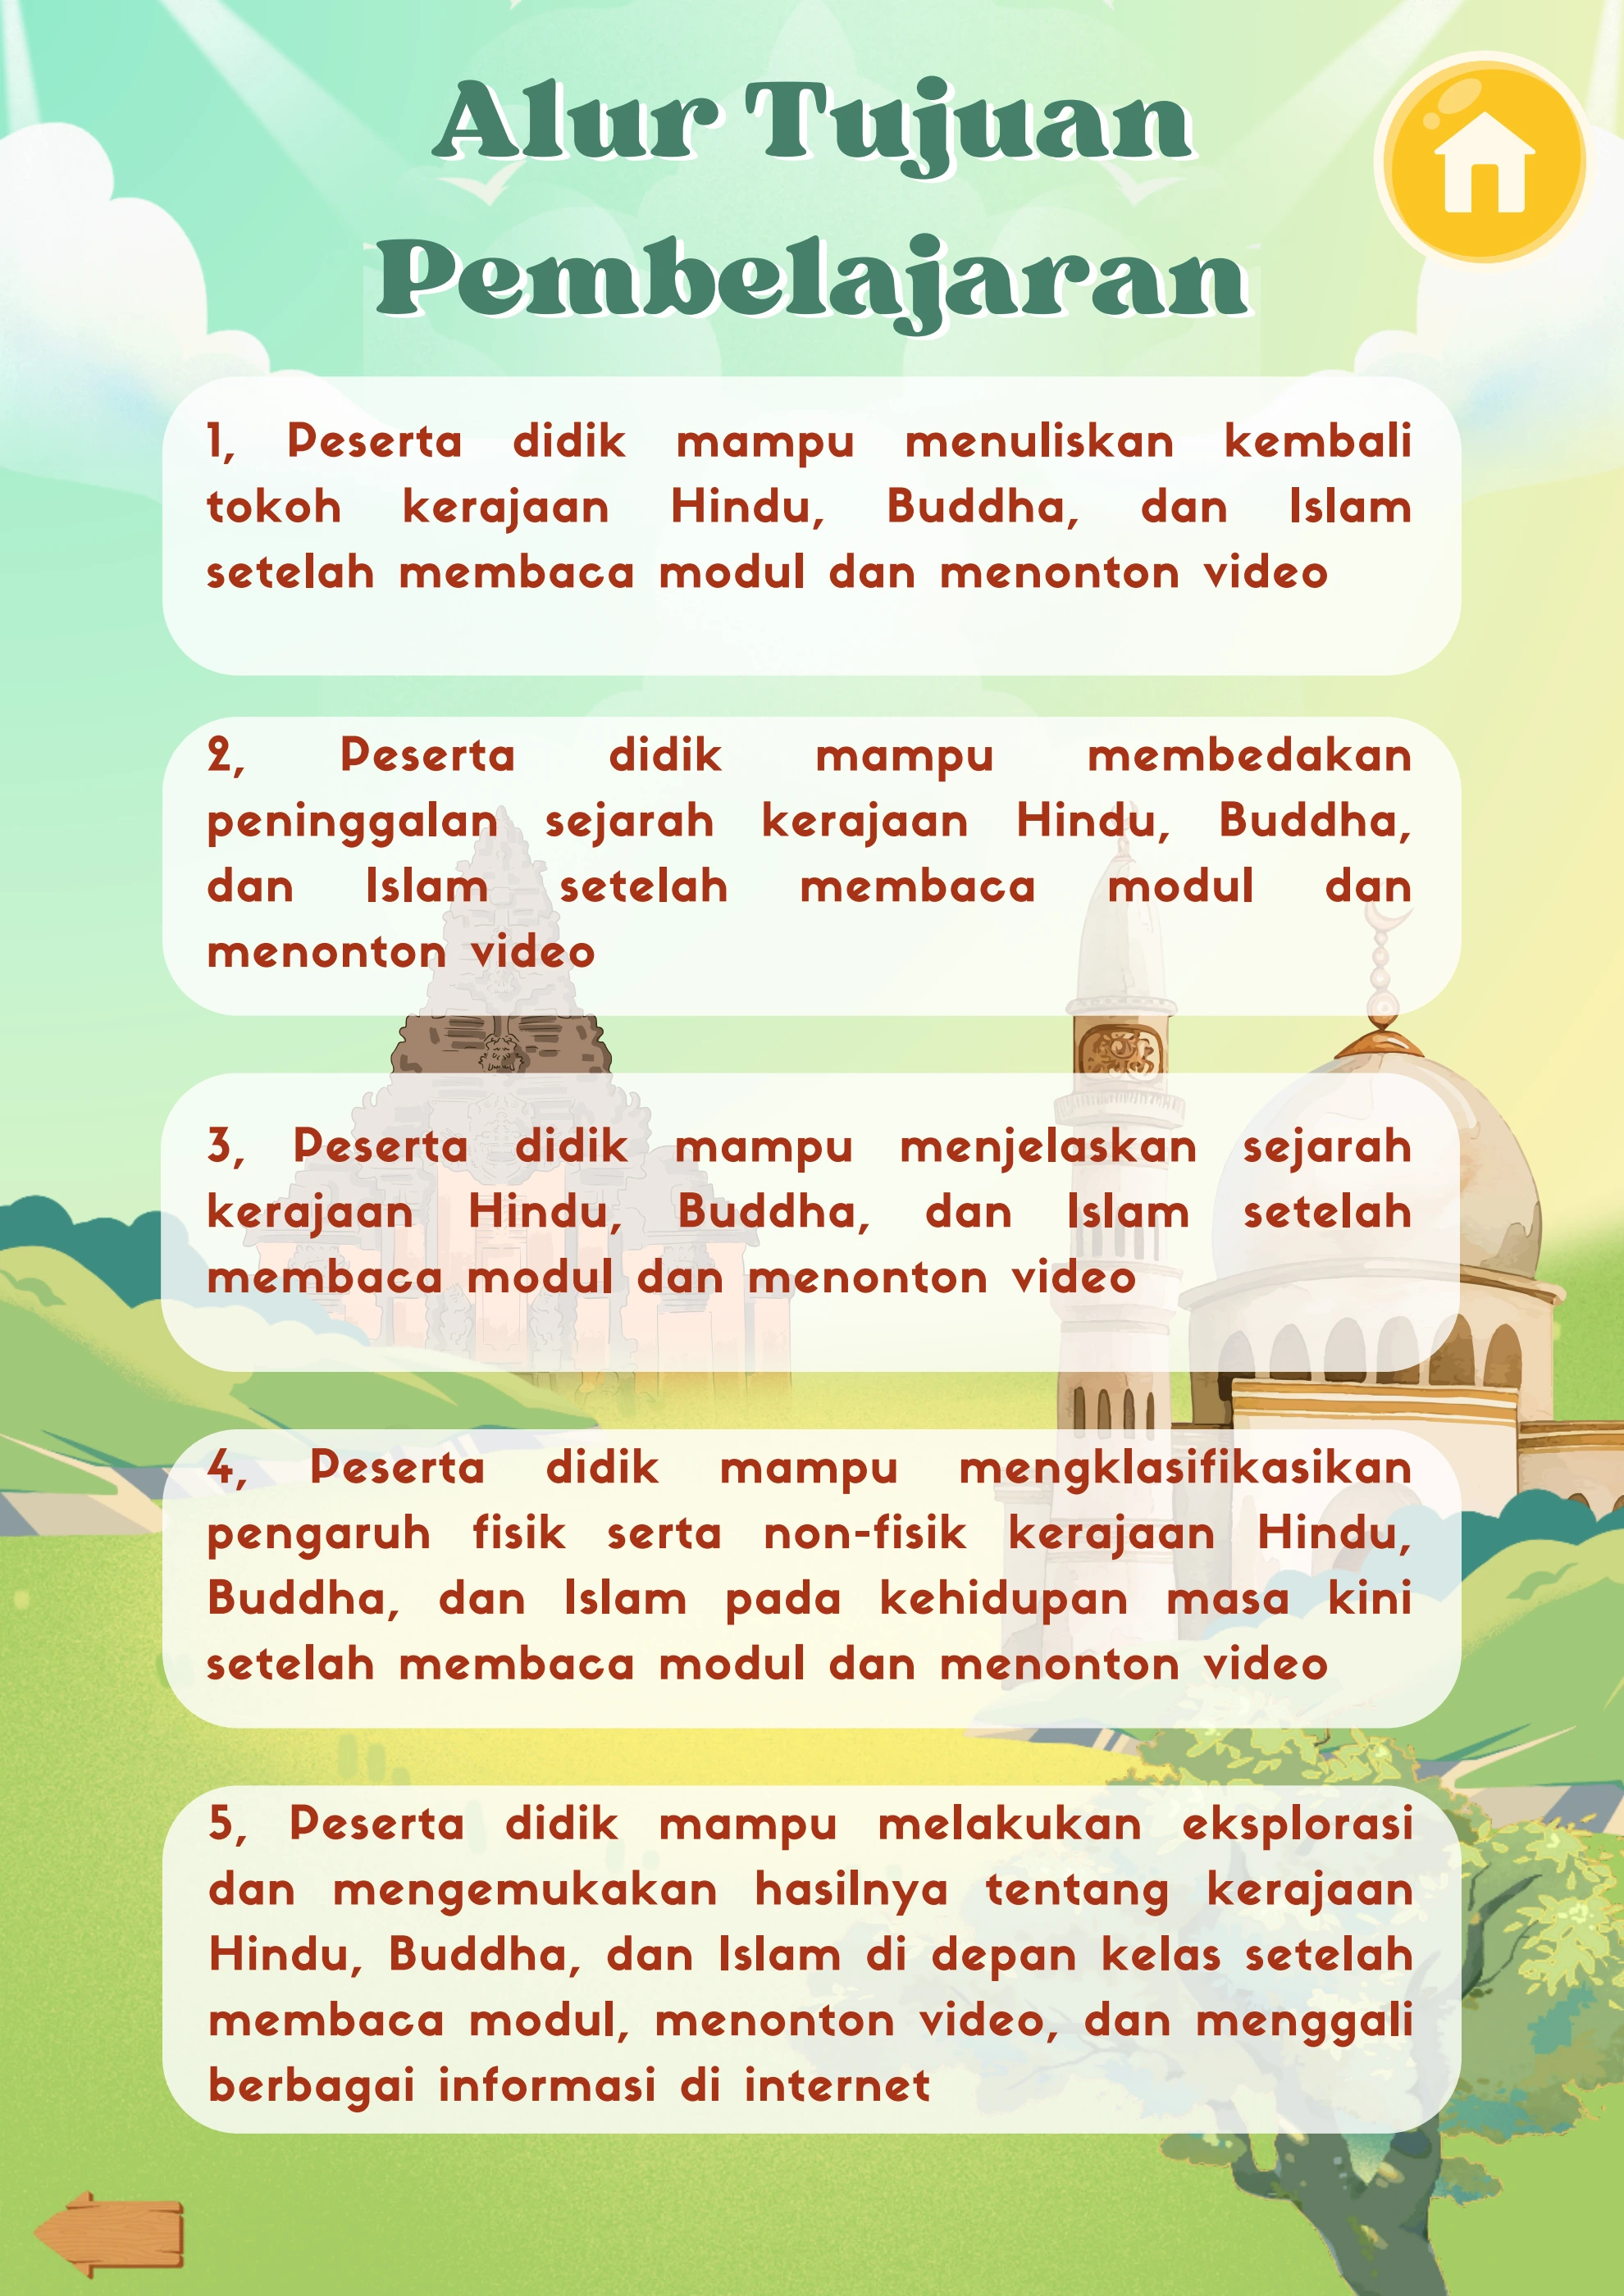 Alur Tujuan
Pembelajaran
1, Peserta didik mampu menuliskan kembali
tokoh kerajaan Hindu, Buddha, dan Islam
setelah membaca modul dan menonton video
2, Peserta didik mampu membedakan
peninggalan sejarah kerajaan Hindu, Buddha,
dan Islam setelah membaca modul dan
menonton video
3, Peserta didik mampu menjelaskan sejarah
kerajaan Hindu, Buddha, dan Islam setelah
membaca modul dan menonton video
4, Peserta didik mampu mengklasifikasikan
pengaruh fisik serta non-fisik kerajaan Hindu,
Buddha, dan Islam pada kehidupan masa kini
setelah membaca modul dan menonton video
5, Peserta didik mampu melakukan eksplorasi
dan mengemukakan hasilnya tentang kerajaan
Hindu, Buddha, dan Islam di depan kelas setelah
membaca modul, menonton video, dan menggali
berbagai informasi di internet